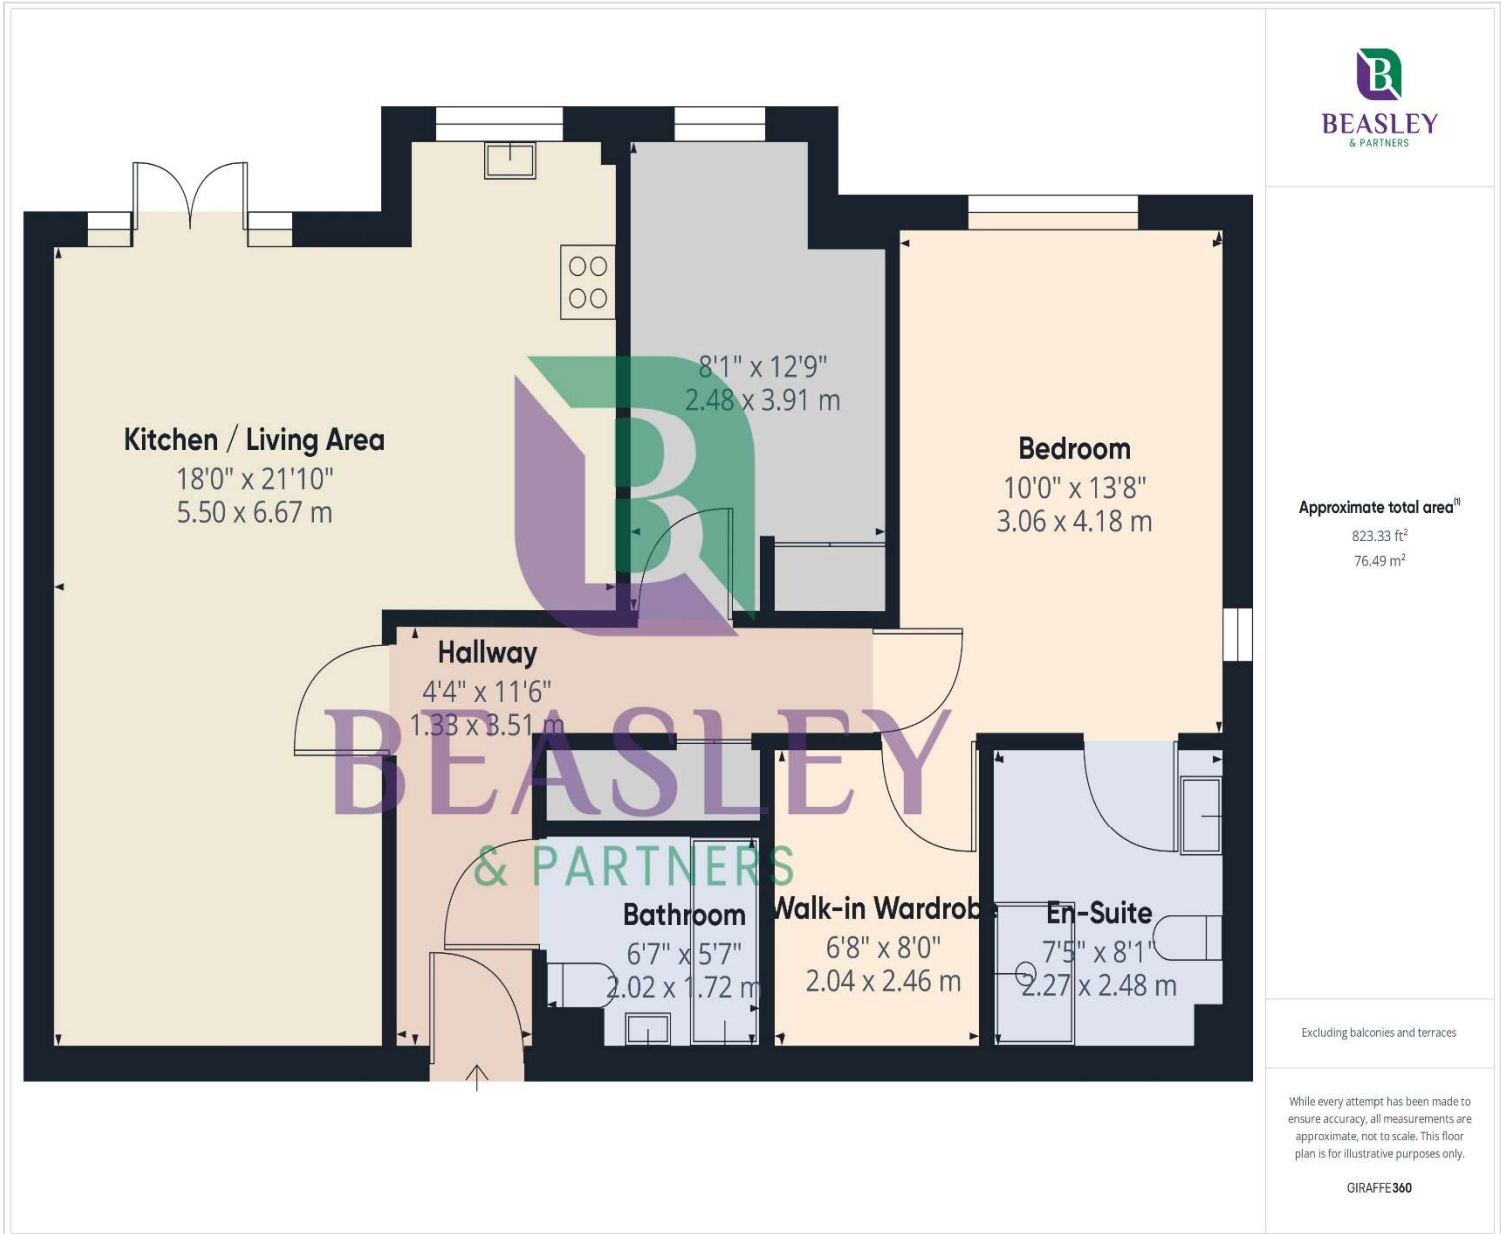 BEASLEY
& PARTNERS
8'1" x 12'9"
2.48 x 3.91 m
Kitchen / Living Area
18'0" x 21'10"
5.50 x 6.67 m
Bedroom
10'0" x 13'8"
3.06 x 4.18 m
Hallway
4'4" x 11'6"
1.33 x 3.51 m
B
BEASLEY
& PARTNERS
Bathroom
6'7" x 5'7"
2.02 x 1.72 m
Walk-in Wardrobe
6'8" x 8'0"
2.04 x 2.46 m
En-Suite
7'5" x 8'1"
2.27 x 2.48 m
B
Approximate total area⁽¹⁾
823.33 ft²
76.49 m²
Excluding balconies and terraces
While every attempt has been made to
ensure accuracy, all measurements are
approximate, not to scale. This floor
plan is for illustrative purposes only.
GIRAFFE360